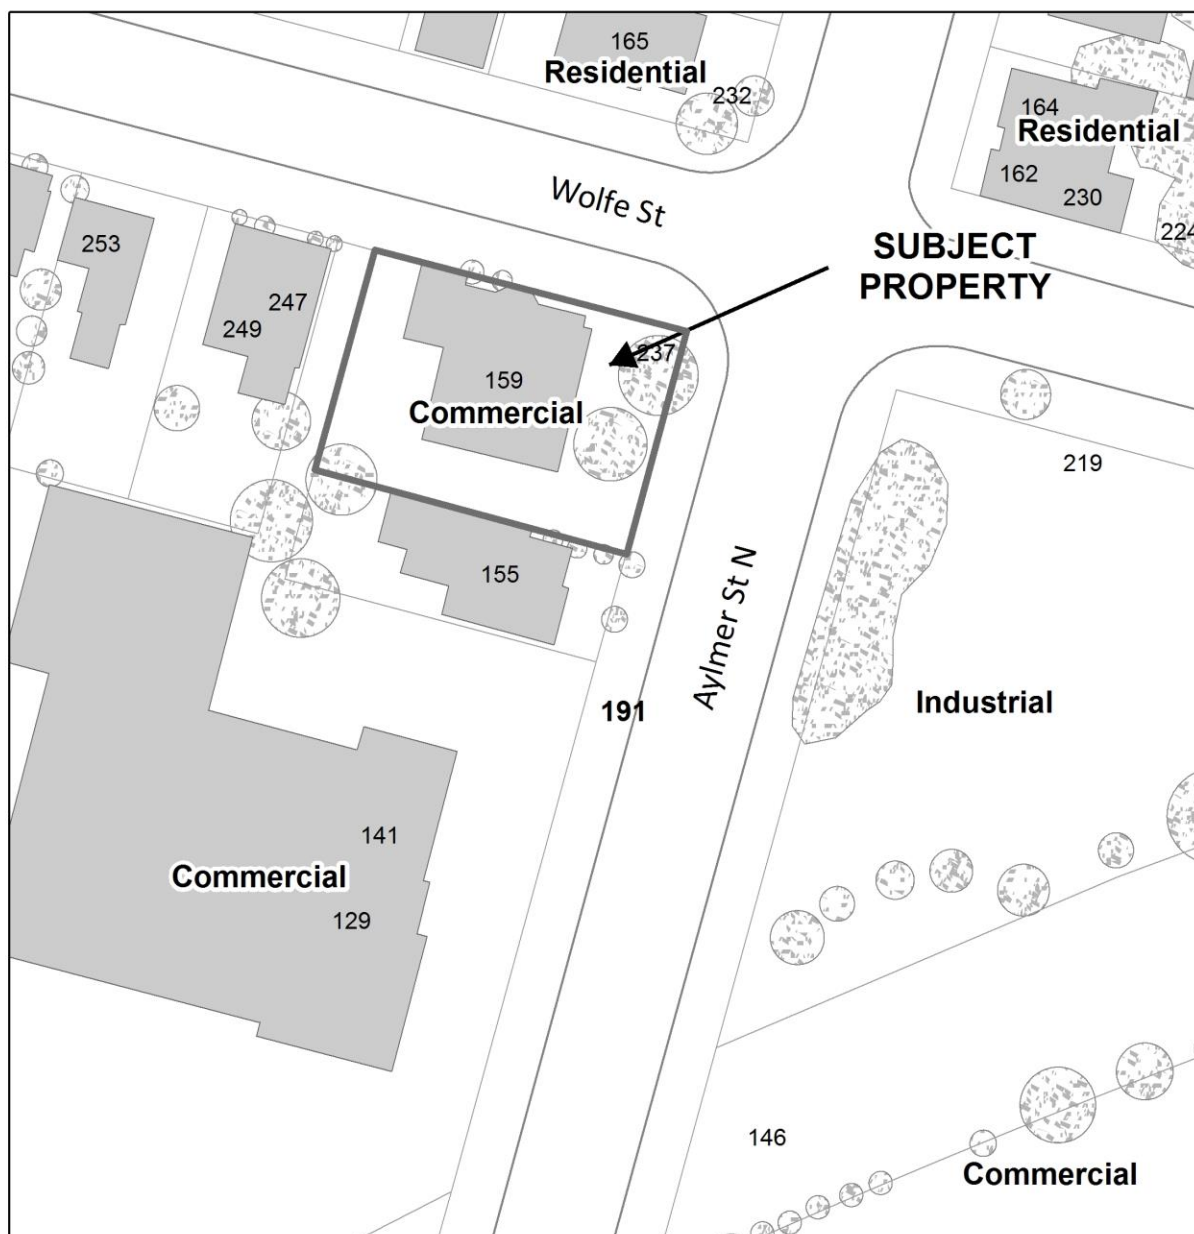 165
Residential
232
164
Residential
162
230
224
Wolfe St
253
SUBJECT
PROPERTY
247
249
237
159
Commercial
219
155
Aylmer St N
191
Industrial
141
Commercial
129
146
Commercial